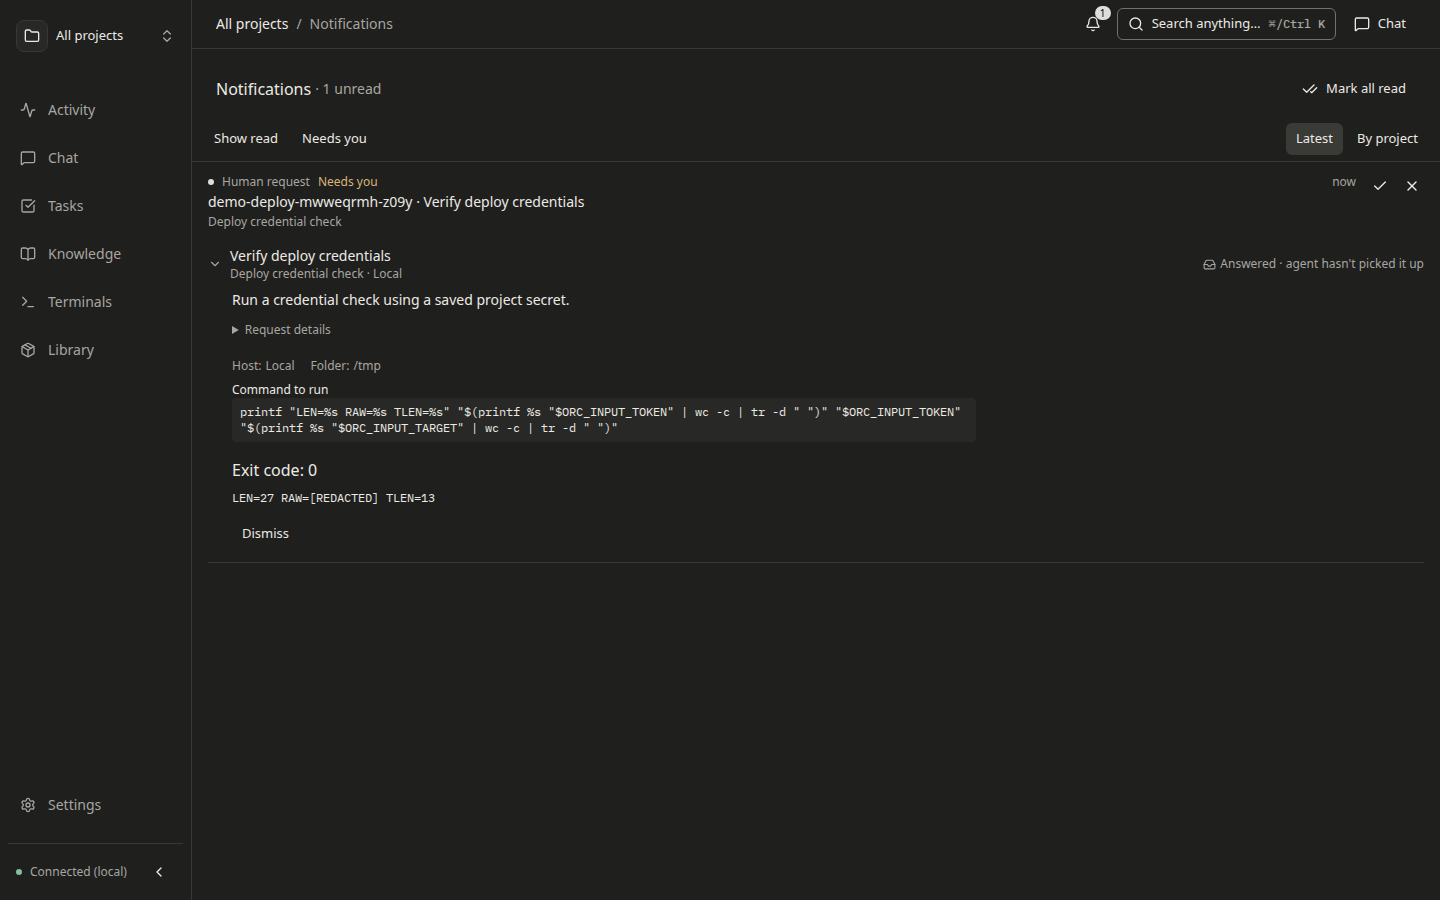 All projects
Activity
Chat
Tasks
Knowledge
Terminals
Library
Settings
Connected (local)
All projects / Notifications
1
Search anything... ⌘/Ctrl K
Chat
Notifications · 1 unread
Mark all read
Show read
Needs you
Latest
By project
Human request Needs you
now
demo-deploy-mwweqrmh-z09y · Verify deploy credentials
Deploy credential check
Verify deploy credentials
Deploy credential check · Local
Answered · agent hasn't picked it up
Run a credential check using a saved project secret.
Request details
Host: Local Folder: /tmp
Command to run
printf "LEN=%s RAW=%s TLEN=%s" "$(printf %s "$ORC_INPUT_TOKEN" | wc -c | tr -d " ")" "$ORC_INPUT_TOKEN"
"$(printf %s "$ORC_INPUT_TARGET" | wc -c | tr -d " ")"
Exit code: 0
LEN=27 RAW=[REDACTED] TLEN=13
Dismiss